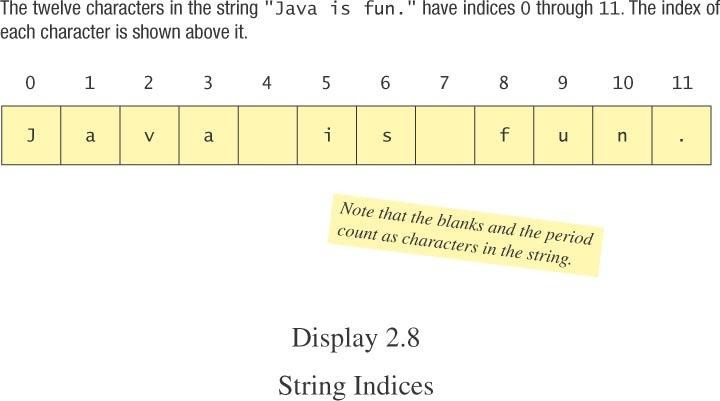 The twelve characters in the string "Java is fun." have indices 0 through 11. The index of
each character is shown above it.
0 1 2 3 4 5 6 7 8 9 10 11
J a v a i s f u n .
Note that the blanks and the period
count as characters in the string.
Display 2.8
String Indices